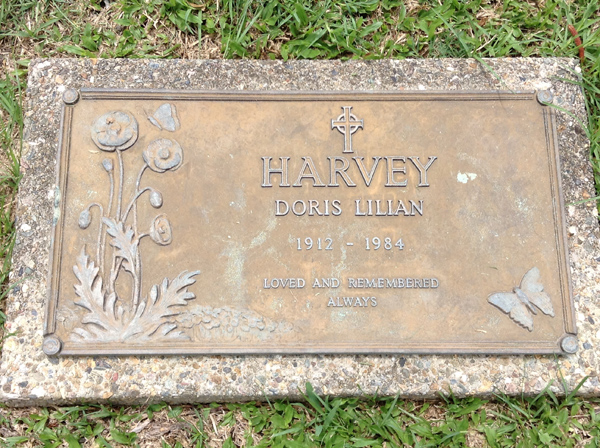 HARVEY
DORIS LILIAN
1912 - 1984
LOVED AND REMEMBERED
ALWAYS